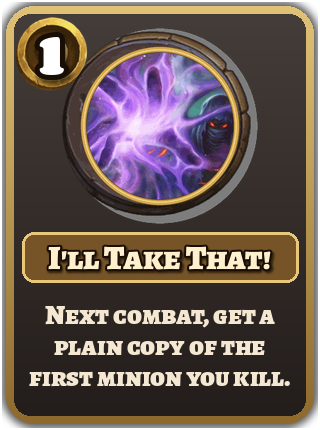 1
I'll Take That!
Next combat, get a
plain copy of the
first minion you kill.